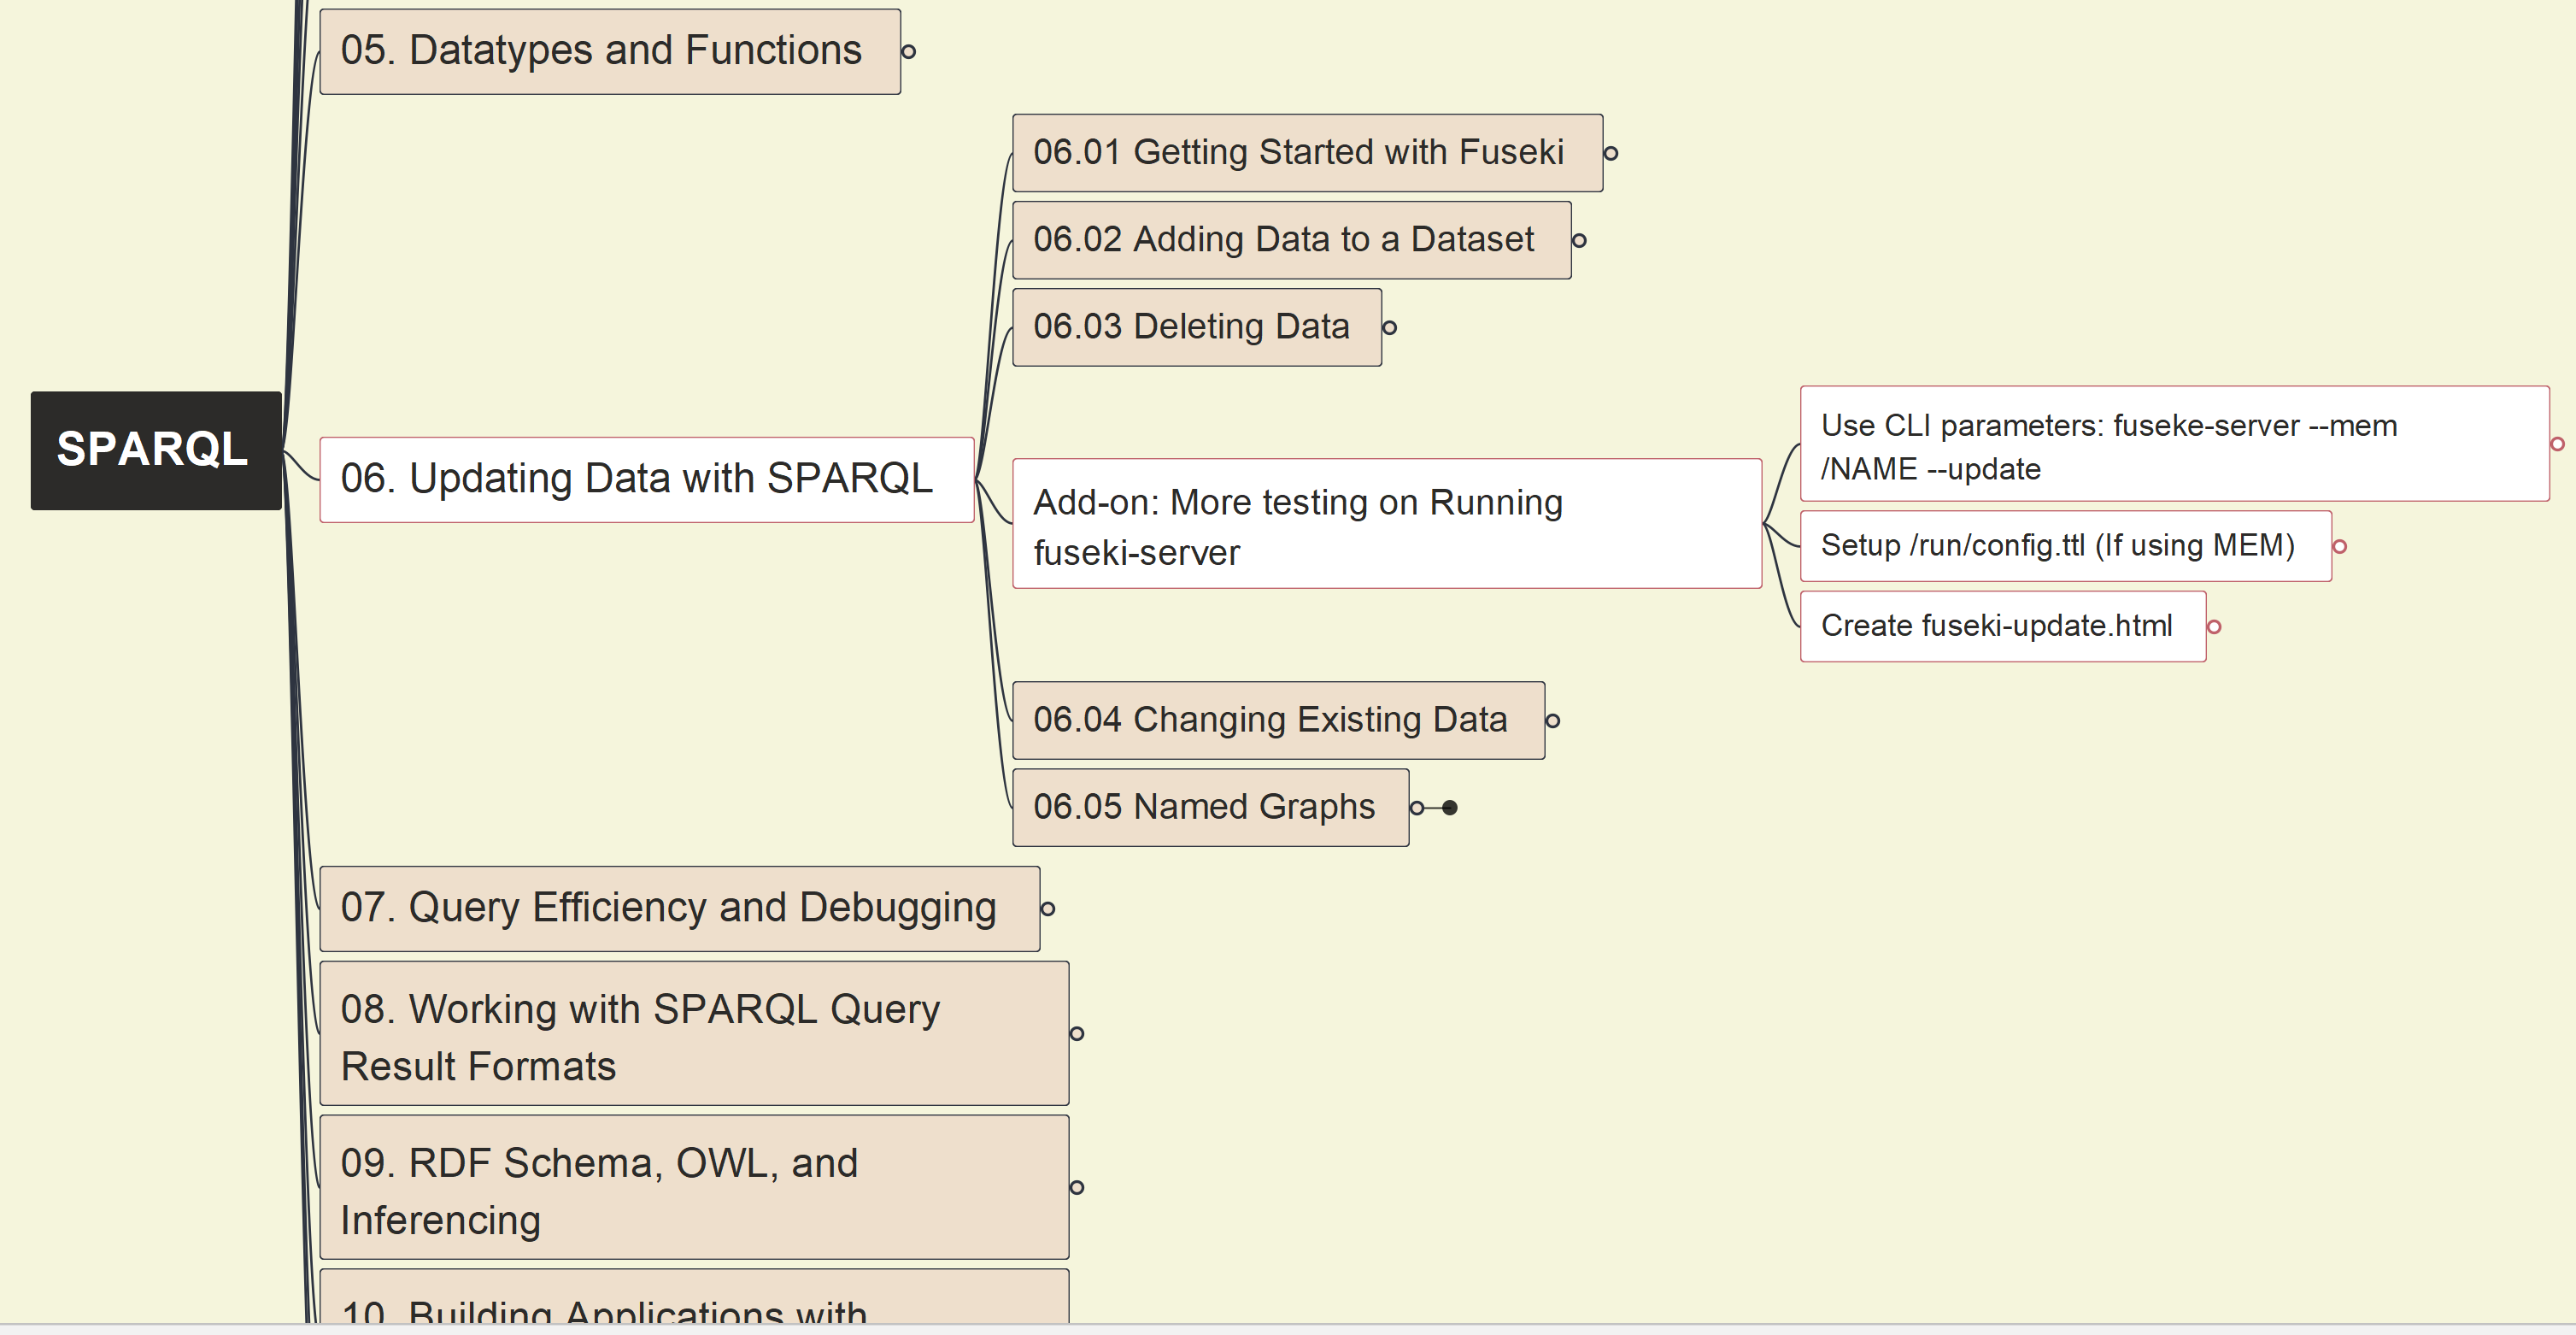 05. Datatypes and Functions
06.01 Getting Started with Fuseki
06.02 Adding Data to a Dataset
06.03 Deleting Data
SPARQL
06. Updating Data with SPARQL
Add-on: More testing on Running
fuseki-server
Use CLI parameters: fuseke-server --mem
/NAME --update
Setup /run/config.ttl (If using MEM)
Create fuseki-update.html
06.04 Changing Existing Data
06.05 Named Graphs
07. Query Efficiency and Debugging
08. Working with SPARQL Query
Result Formats
09. RDF Schema, OWL, and
Inferencing
10. Building Applications with